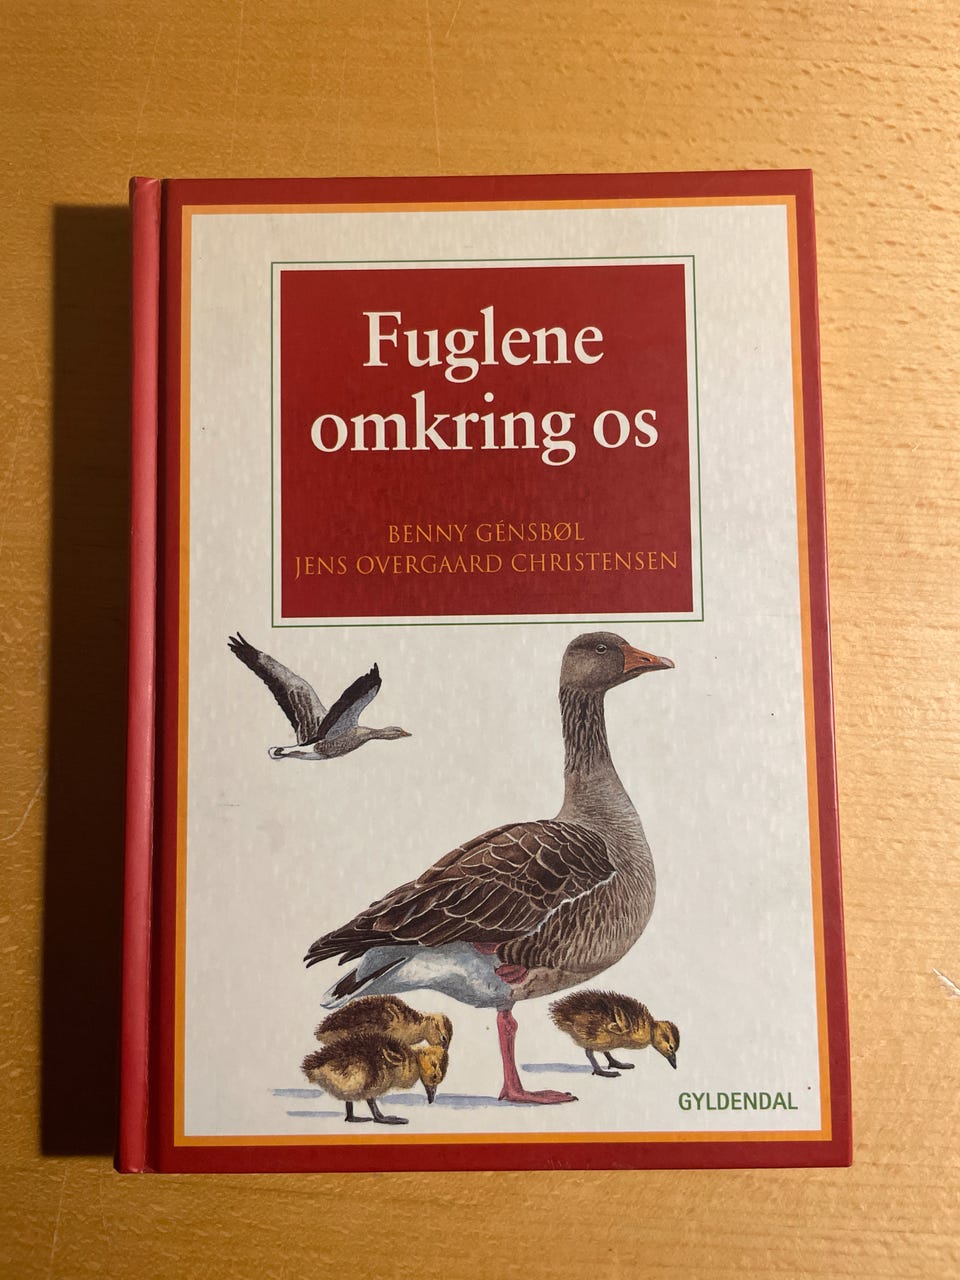 Fuglene
omkring os
BENNY GÉNSBØL
JENS OVERGAARD CHRISTENSEN
GYLDENDAL